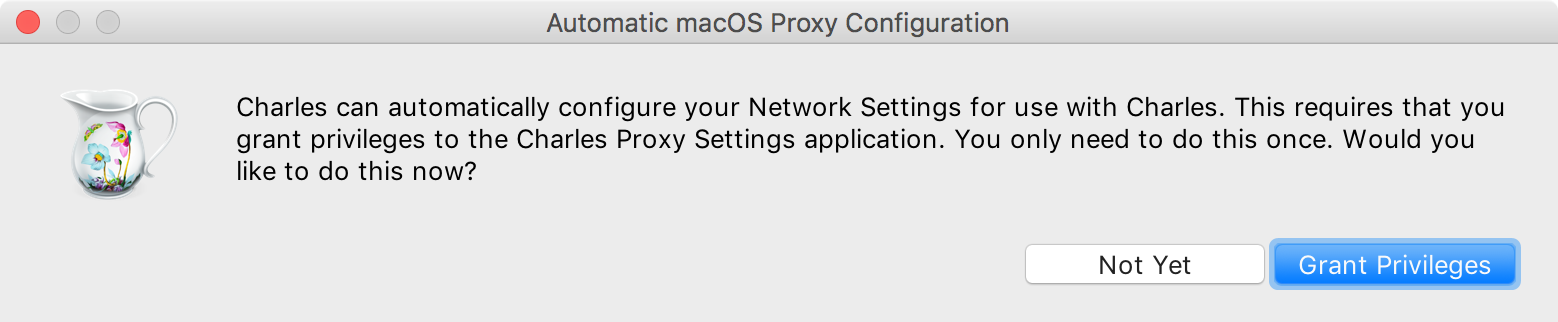 Automatic macOS Proxy Configuration
Charles can automatically configure your Network Settings for use with Charles. This requires that you
grant privileges to the Charles Proxy Settings application. You only need to do this once. Would you
like to do this now?
Not Yet
Grant Privileges